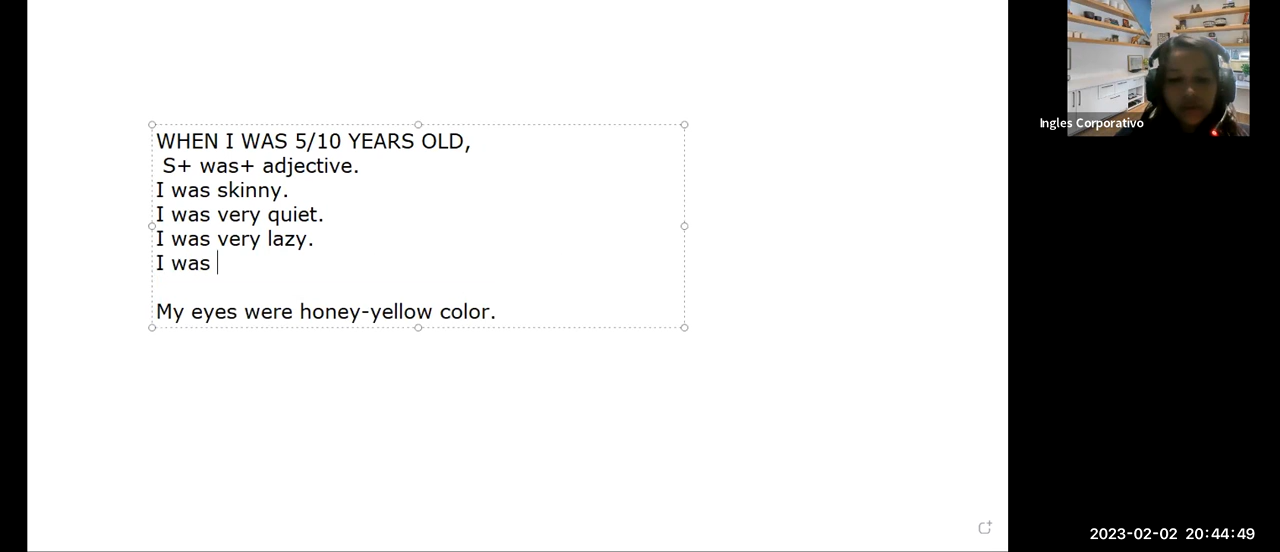 WHEN I WAS 5/10 YEARS OLD,
S+ was+ adjective.
I was skinny.
I was very quiet.
I was very lazy.
I was
My eyes were honey-yellow color.
Ingles Corporativo
2023-02-02 20:44:49